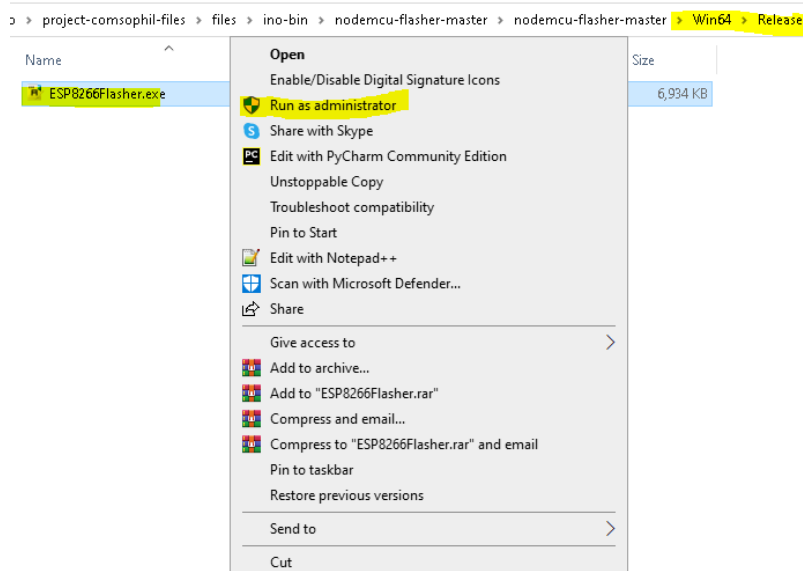 › project-comsophil-files › files › ino-bin › nodemcu-flasher-master › nodemcu-flasher-master › Win64 › Release
Name
Size
ESP8266Flasher.exe
6,934 KB
Open
Enable/Disable Digital Signature Icons
Run as administrator
Share with Skype
Edit with PyCharm Community Edition
Unstoppable Copy
Troubleshoot compatibility
Pin to Start
Edit with Notepad++
Scan with Microsoft Defender...
Share
Give access to
Add to archive...
Add to "ESP8266Flasher.rar"
Compress and email...
Compress to "ESP8266Flasher.rar" and email
Pin to taskbar
Restore previous versions
Send to
Cut